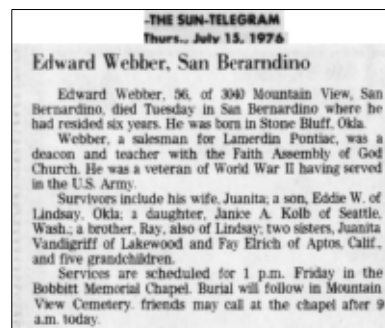 -THE SUN-TELEGRAM
Thurs., July 15, 1976
Edward Webber, San Berarndino
Edward Webber, 56, of 3040 Mountain View, San
Bernardino, died Tuesday in San Bernardino where he
had resided six years. He was born in Stone Bluff, Okla.
Webber, a salesman for Lamerdin Pontiac, was a
deacon and teacher with the Faith Assembly of God
Church. He was a veteran of World War II having served
in the U.S. Army.
Survivors include his wife, Juanita; a son, Eddie W. of
Lindsay, Okla; a daughter, Janice A. Kolb of Seattle,
Wash.; a brother, Ray, also of Lindsay; two sisters, Juanita
Vandigriff of Lakewood and Fay Elrich of Aptos, Calif.,
and five grandchildren.
Services are scheduled for 1 p.m. Friday in the
Bobbitt Memorial Chapel. Burial will follow in Mountain
View Cemetery. friends may call at the chapel after 9
a.m. today.